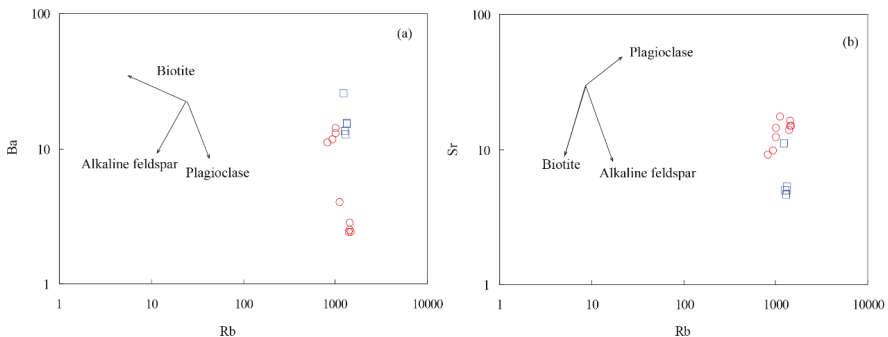 100
(a)
Biotite
10
Alkaline feldspar
Plagioclase
Ba
1
1
10
100
1000
10000
Rb
100
(b)
Plagioclase
10
Biotite
Alkaline feldspar
Sr
1
1
10
100
1000
10000
Rb